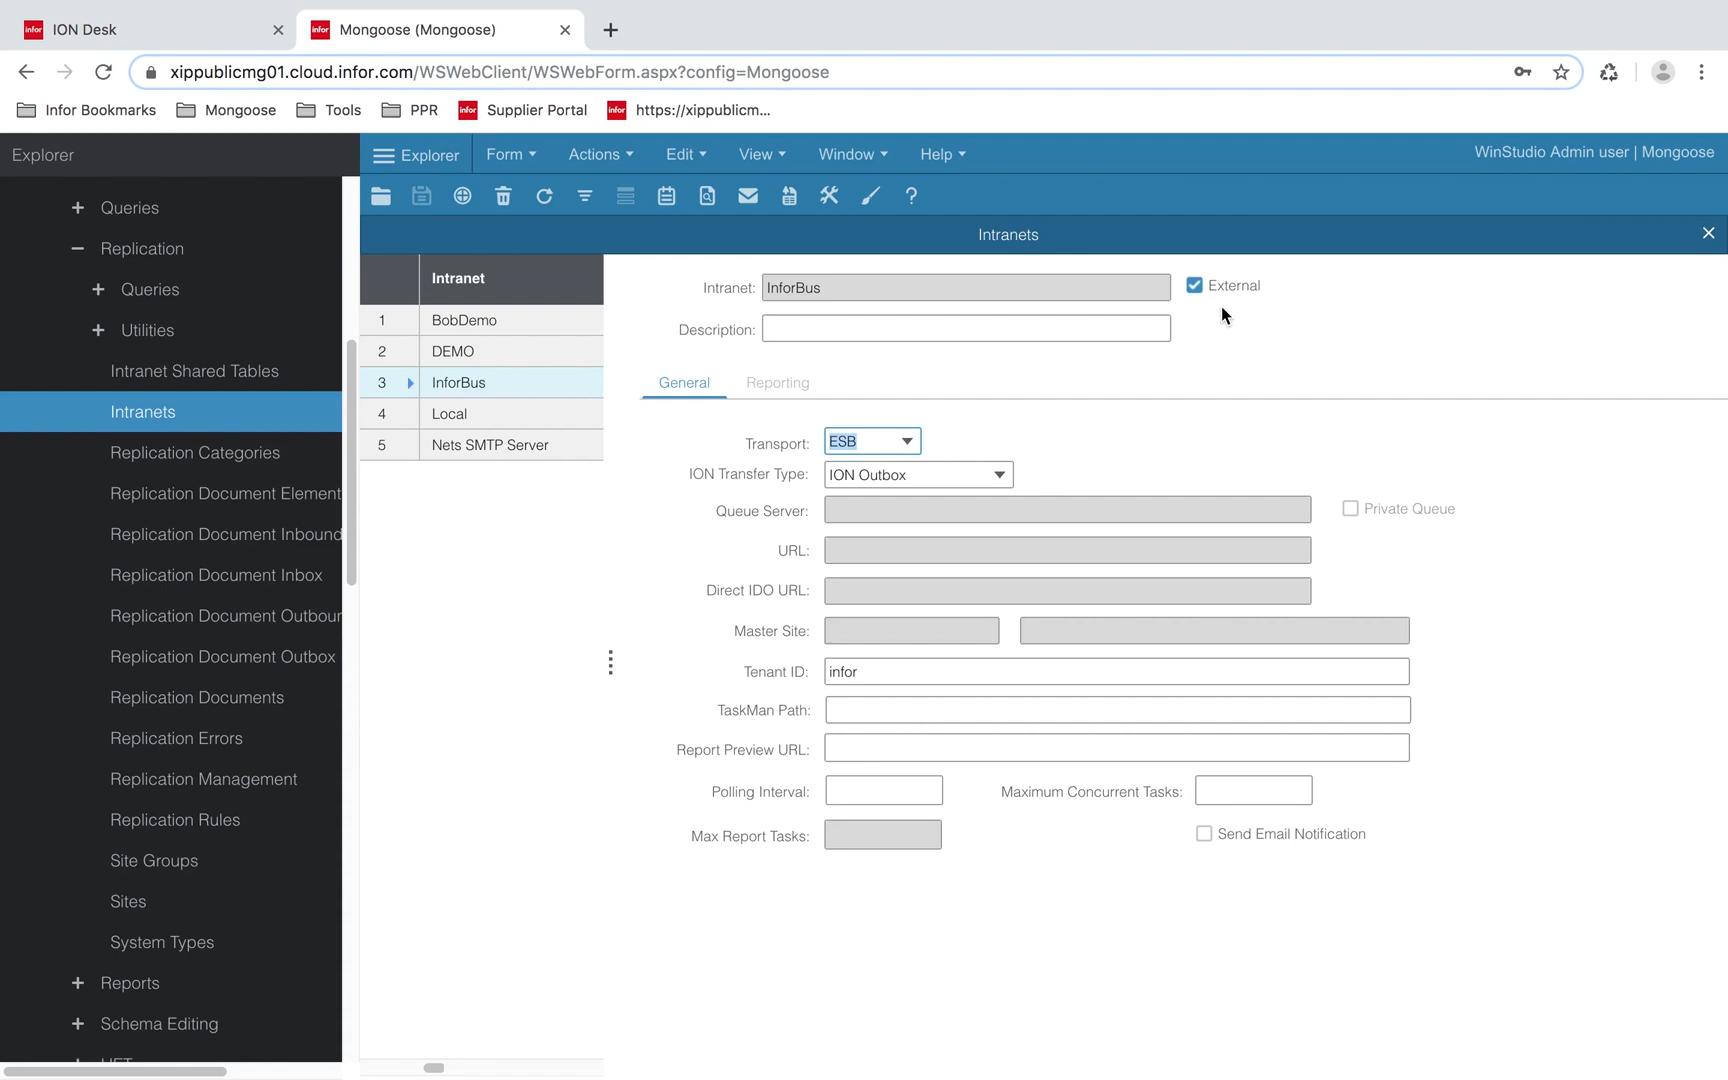 infor ION Desk
infor Mongoose (Mongoose)
xippublicmg01.cloud.infor.com/WSWebClient/WSWebForm.aspx?config=Mongoose
Infor Bookmarks Mongoose Tools PPR infor Supplier Portal infor https://xippublicm...
Explorer
Explorer Form Actions Edit View Window Help
WinStudio Admin user | Mongoose
Intranets
Queries
Replication
Queries
Utilities
Intranet Shared Tables
Intranets
Replication Categories
Replication Document Element
Replication Document Inbound
Replication Document Inbox
Replication Document Outbour
Replication Document Outbox
Replication Documents
Replication Errors
Replication Management
Replication Rules
Site Groups
Sites
System Types
Reports
Schema Editing
Intranet
1 BobDemo
2 DEMO
3 InforBus
4 Local
5 Nets SMTP Server
Intranet: InforBus External
Description:
General Reporting
Transport: ESB
ION Transfer Type: ION Outbox
Queue Server: Private Queue
URL:
Direct IDO URL:
Master Site:
Tenant ID: infor
TaskMan Path:
Report Preview URL:
Polling Interval: Maximum Concurrent Tasks:
Max Report Tasks: Send Email Notification